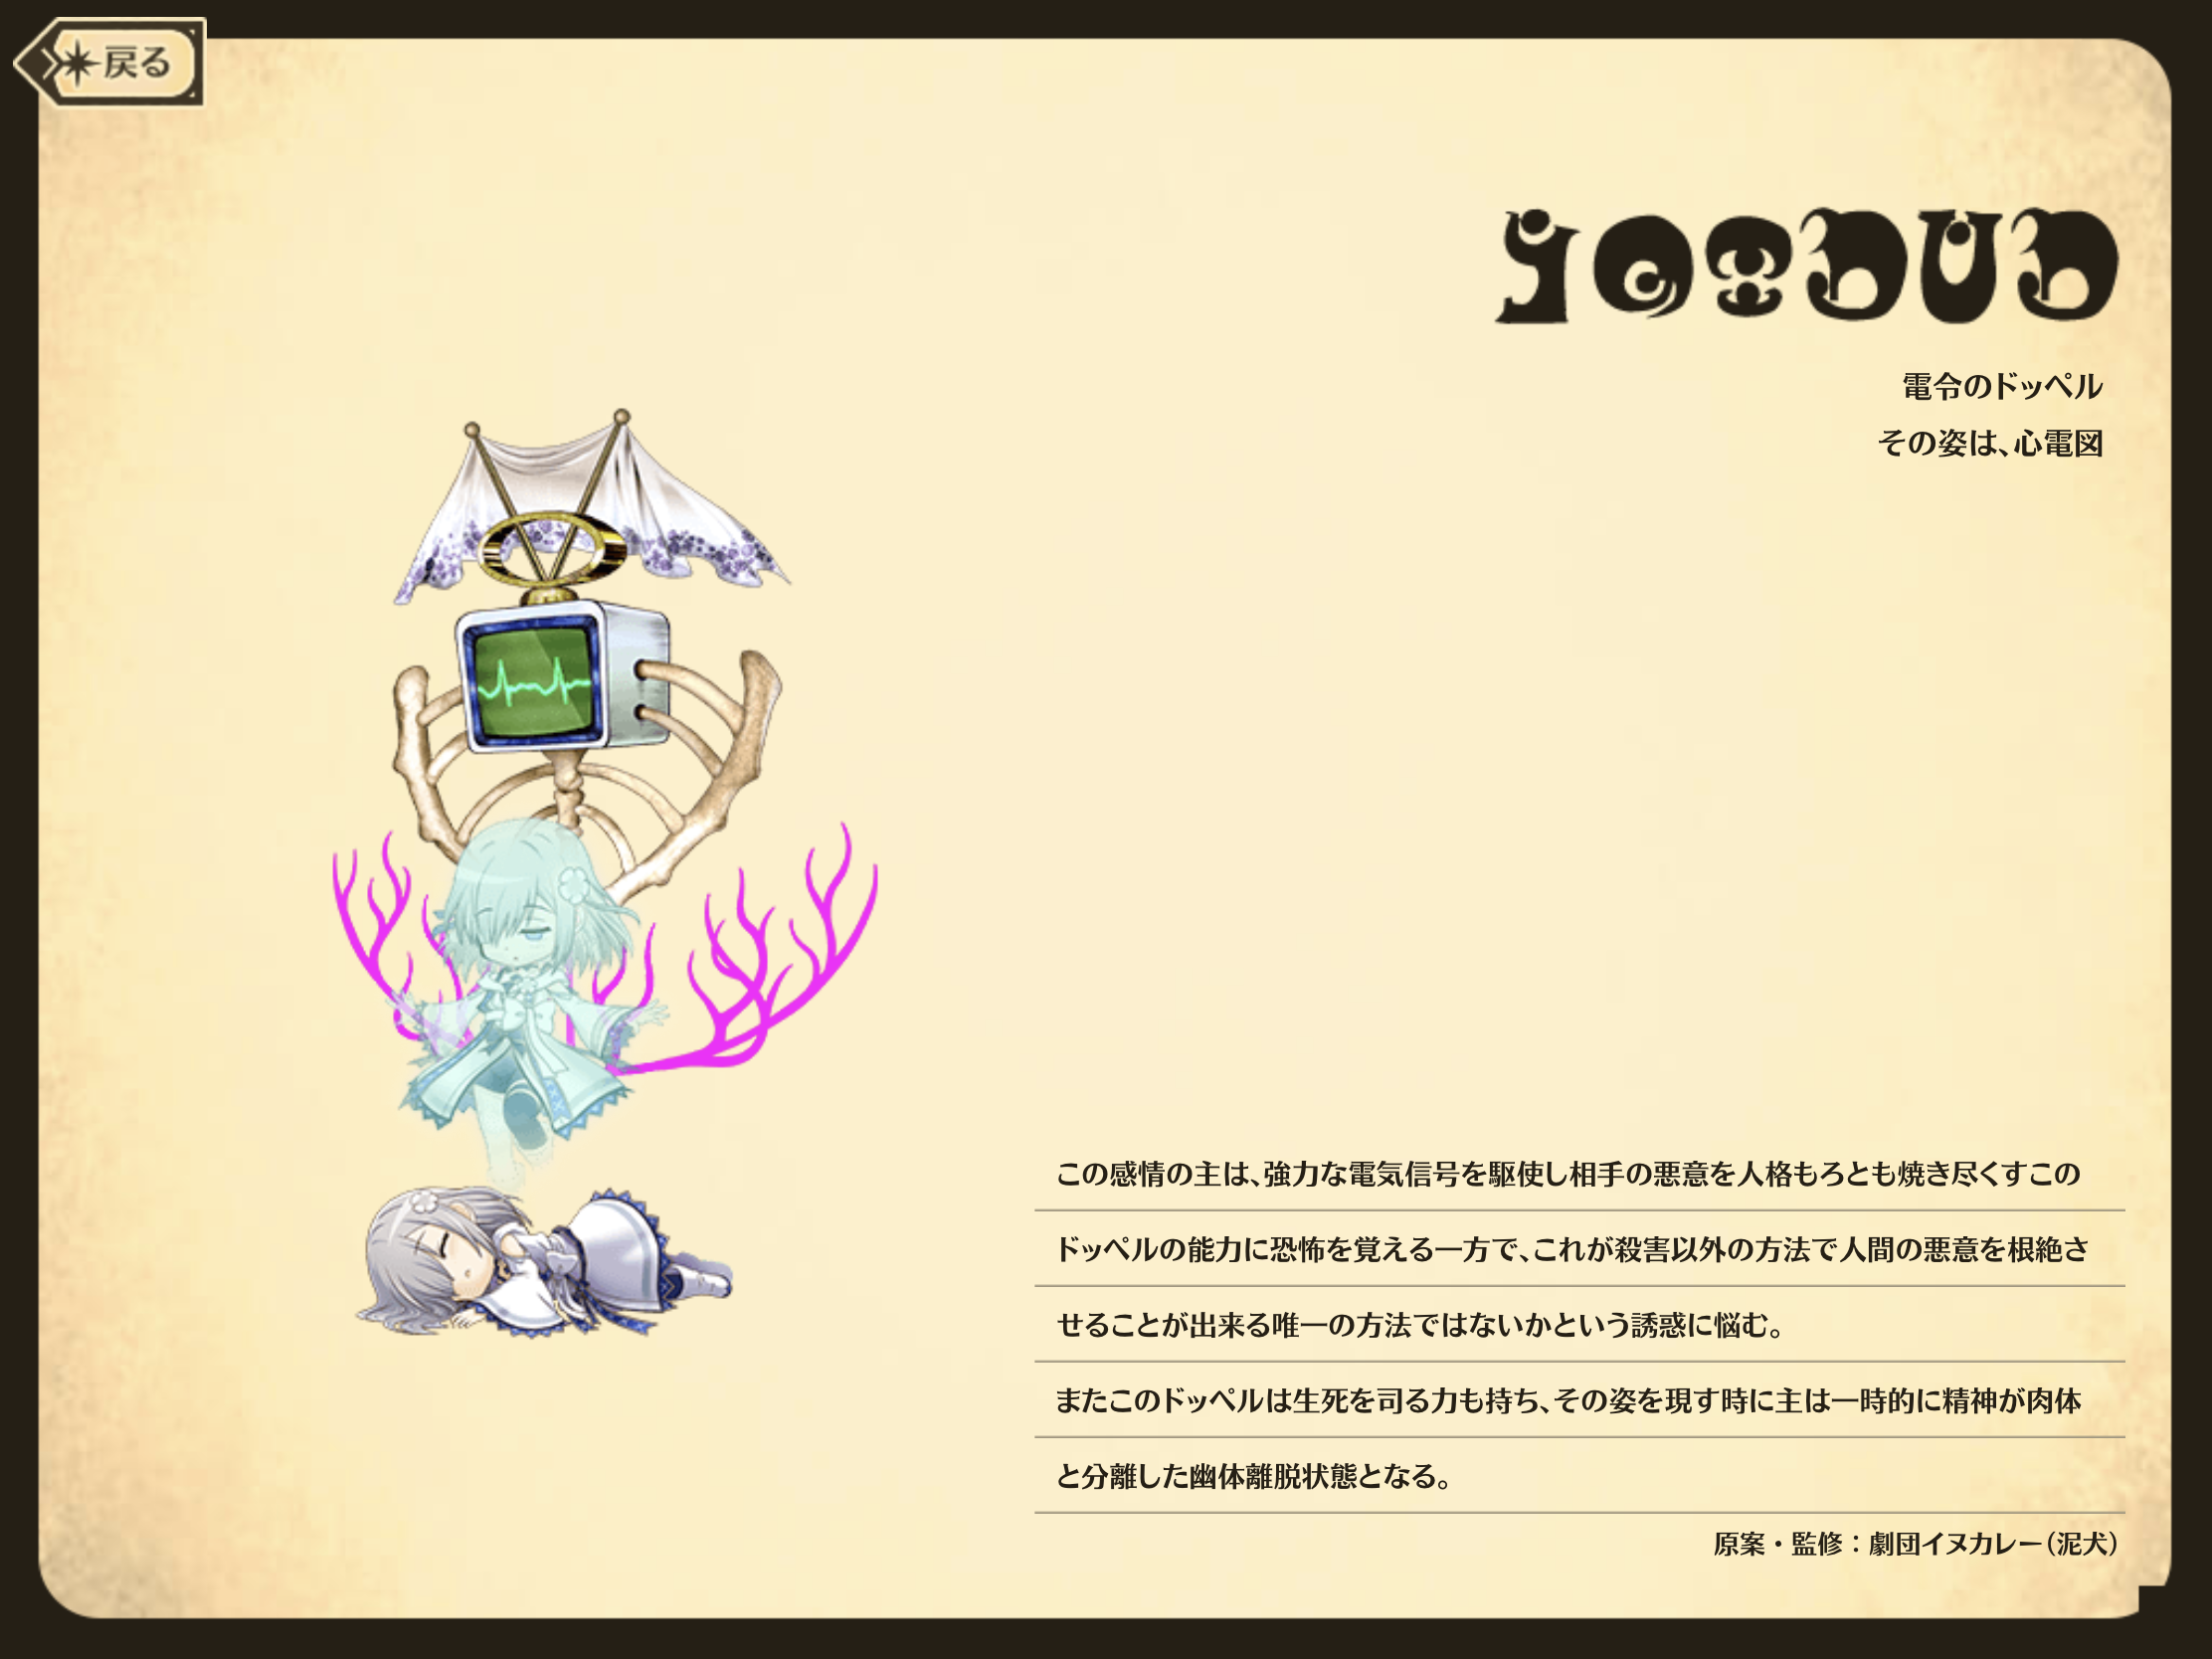 戻る
電令のドッペル
その姿は、心電図
この感情の主は、強力な電気信号を駆使し相手の悪意を人格もろとも焼き尽くすこの
ドッペルの能力に恐怖を覚える一方で、これが殺害以外の方法で人間の悪意を根絶さ
せることが出来る唯一の方法ではないかという誘惑に悩む。
またこのドッペルは生死を司る力も持ち、その姿を現す時に主は一時的に精神が肉体
と分離した幽体離脱状態となる。
原案・監修：劇団イヌカレー（泥犬）